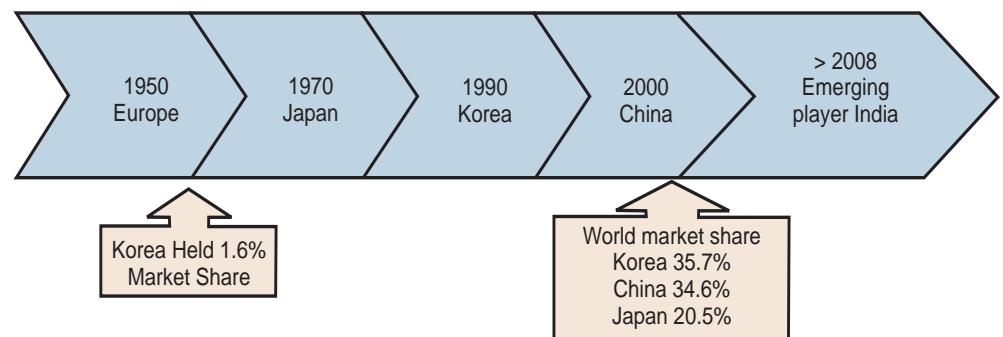 1950
Europe
1970
Japan
1990
Korea
2000
China
> 2008
Emerging
player India
Korea Held 1.6%
Market Share
World market share
Korea 35.7%
China 34.6%
Japan 20.5%